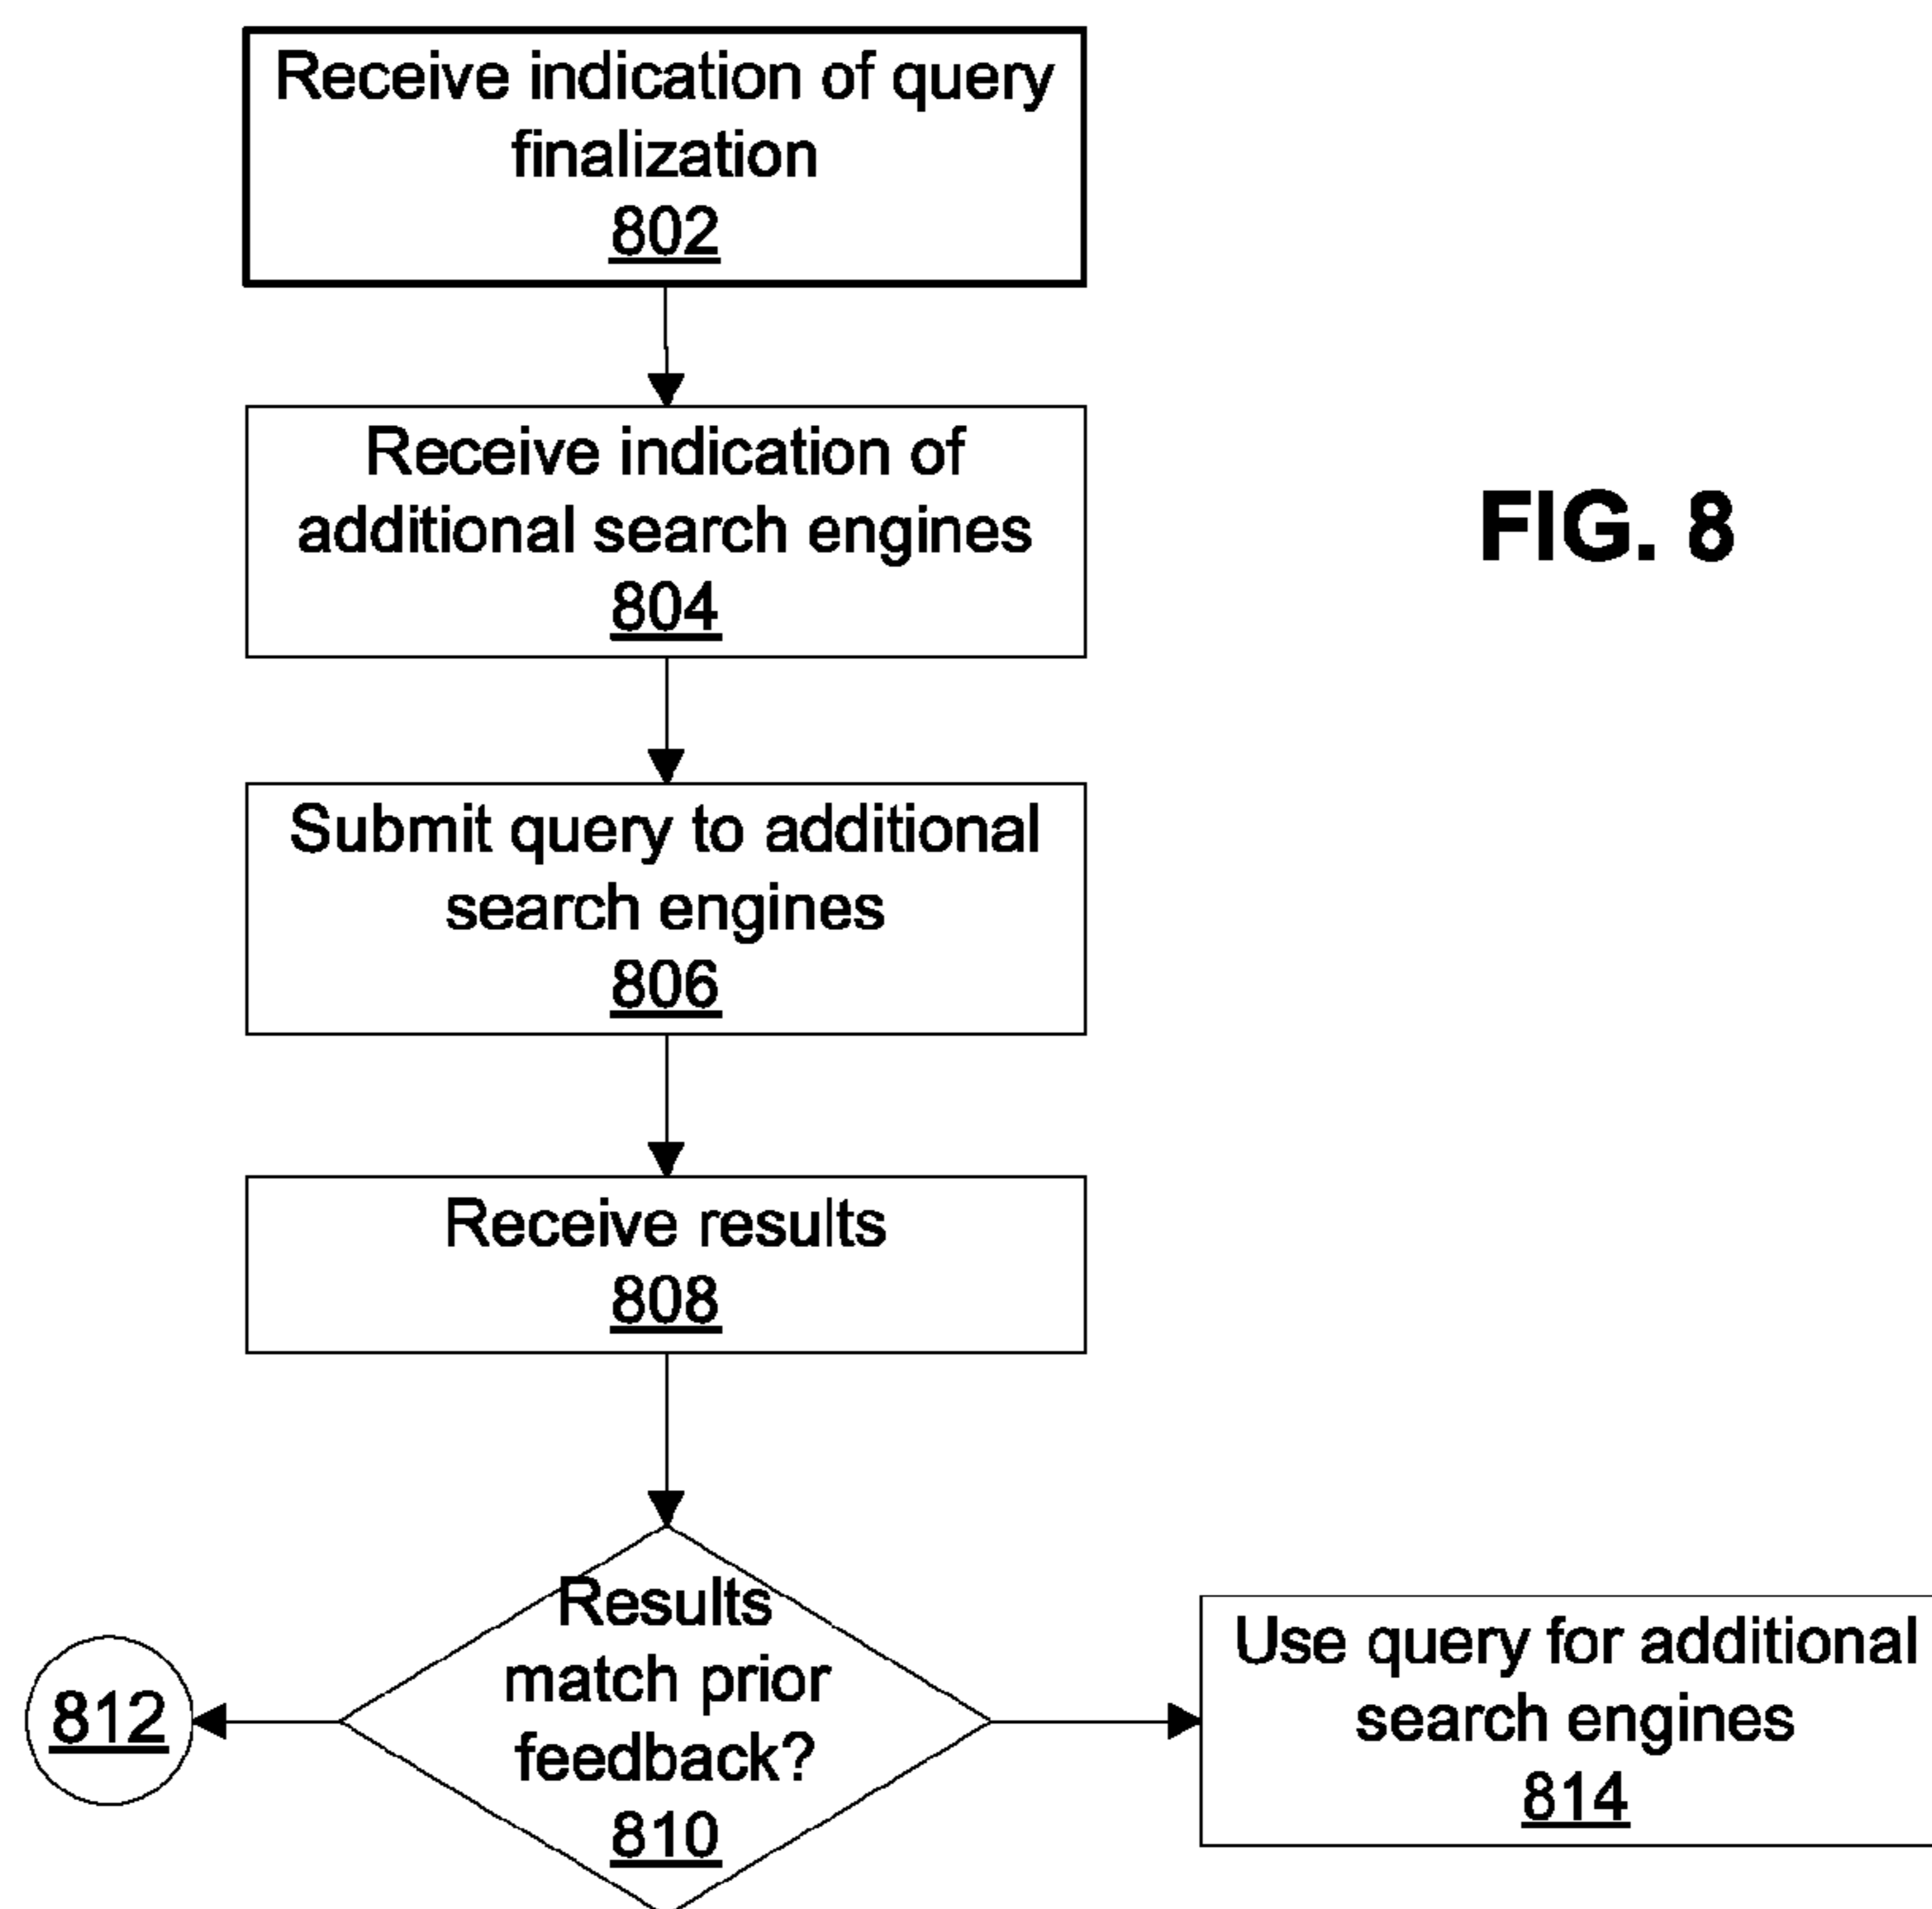 Receive indication of query
finalization
802
Receive indication of
additional search engines
804
FIG. 8
Submit query to additional
search engines
806
Receive results
808
Results
match prior
feedback?
810
812
Use query for additional
search engines
814